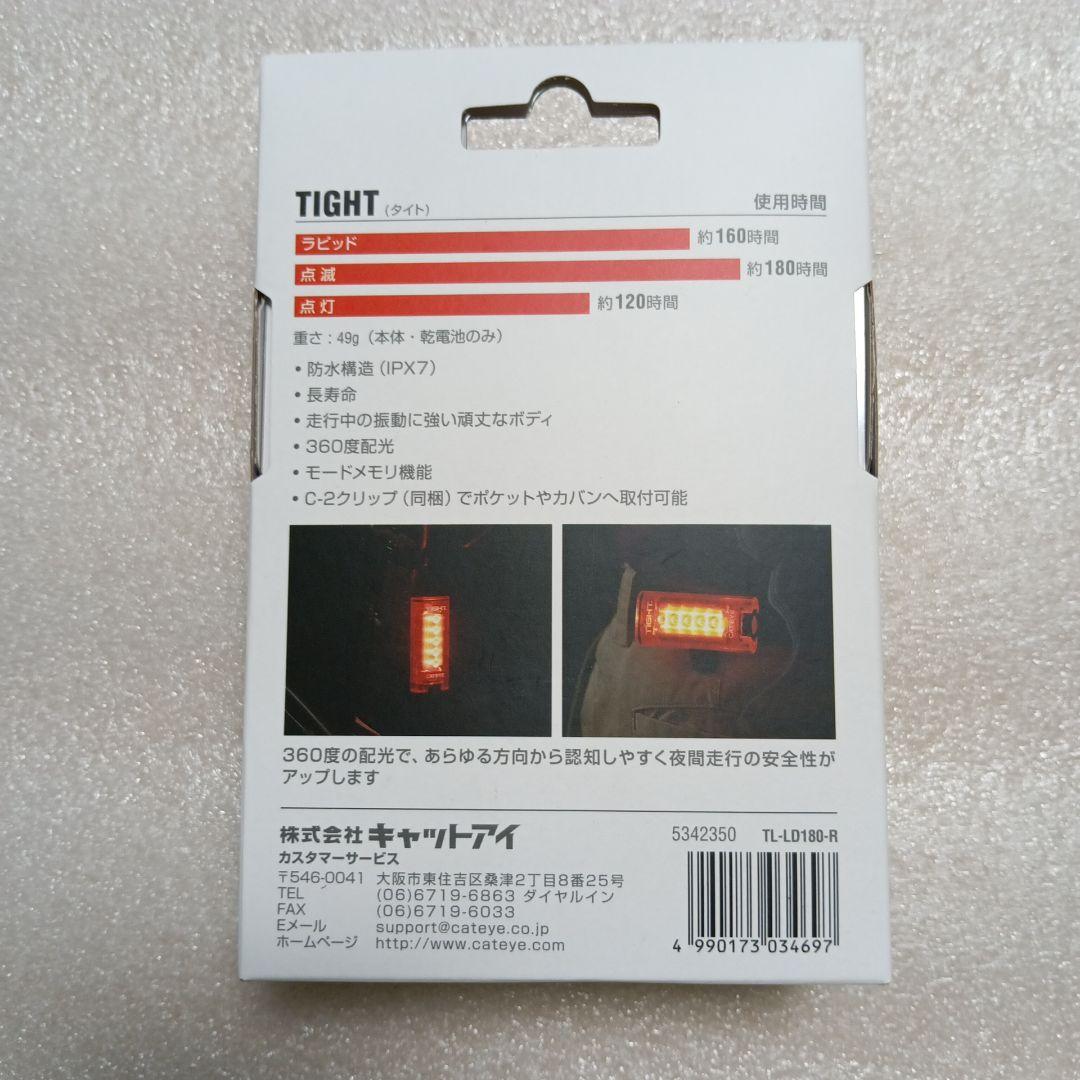 TIGHT (タイト) 使用時間
ラピッド 約160時間
点滅 約180時間
点灯 約120時間
重さ：49g（本体・乾電池のみ）
・防水構造（IPX7）
・長寿命
・走行中の振動に強い頑丈なボディ
・360度配光
・モードメモリ機能
・C-2クリップ（同梱）でポケットやカバンへ取付可能
TIGHT
CATEYE
TIGHT
CATEYE
360度の配光で、あらゆる方向から認知しやすく夜間走行の安全性が
アップします
株式会社 キャットアイ 5342350 TL-LD180-R
カスタマーサービス
〒546-0041 大阪市東住吉区桑津2丁目8番25号
TEL (06)6719-6863 ダイヤルイン
FAX (06)6719-6033
Eメール support@cateye.co.jp
ホームページ http://www.cateye.com
4 990173 034697